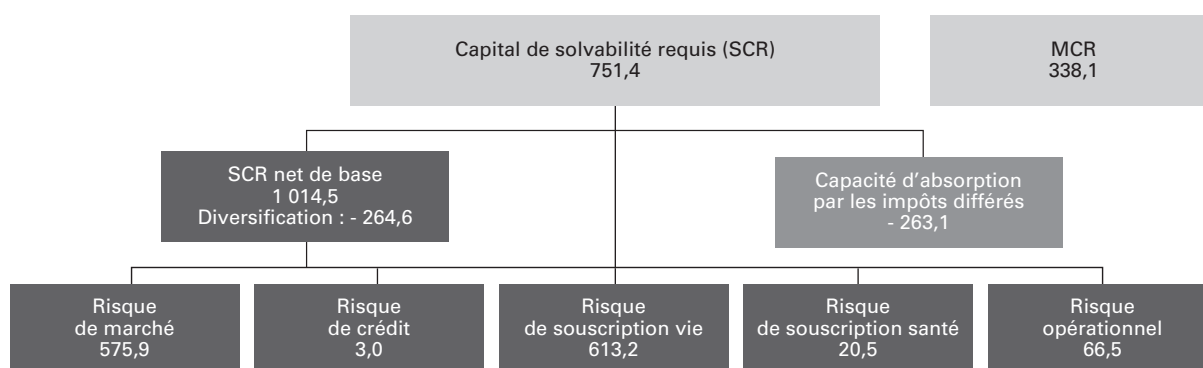 Capital de solvabilité requis (SCR)
751,4
MCR
338,1
SCR net de base
1 014,5
Diversification : - 264,6
Capacité d’absorption
par les impôts différés
- 263,1
Risque
de marché
575,9
Risque
de crédit
3,0
Risque
de souscription vie
613,2
Risque
de souscription santé
20,5
Risque
opérationnel
66,5